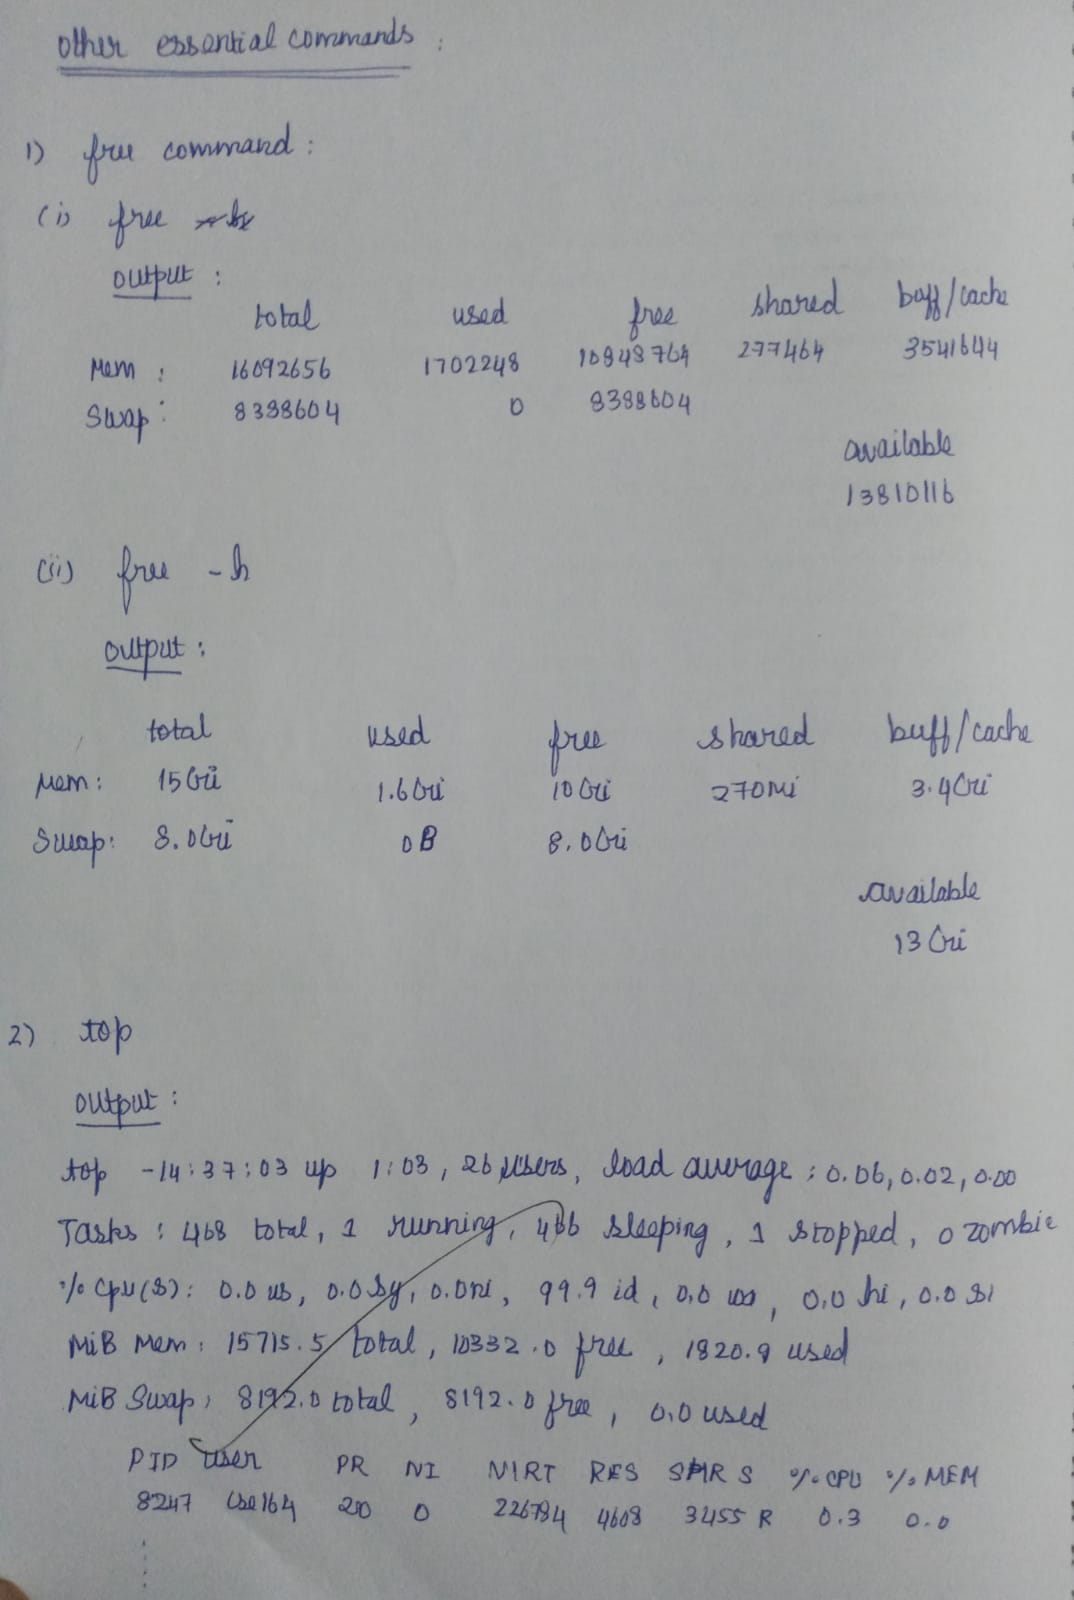 other essential commands :
1) free command :
(i) free
output :
total used free shared buff/cache
Mem : 16092656 1702248 10848764 277464 3541644
Swap : 8388604 0 8388604
available
13810116
(ii) free -h
output :
total used free shared buff/cache
Mem : 15Gi 1.6Gi 10Gi 270Mi 3.4Gi
Swap : 8.0Gi 0B 8.0Gi
available
13Gi
2) top
output :
top -14:37:03 up 1:03, 26 users, load average : 0.06, 0.02, 0.00
Tasks : 468 total, 1 running, 466 sleeping, 1 stopped, 0 zombie
% Cpu(s) : 0.0 us, 0.0 sy, 0.0 ni, 99.9 id, 0.0 wa, 0.0 hi, 0.0 si
MiB Mem : 15715.5 total, 10332.0 free, 1820.9 used
MiB Swap, 8192.0 total, 8192.0 free, 0.0 used
PID user PR NI VIRT RES SHR S % CPU % MEM
8247 cse164 20 0 226784 4608 3455 R 0.3 0.0